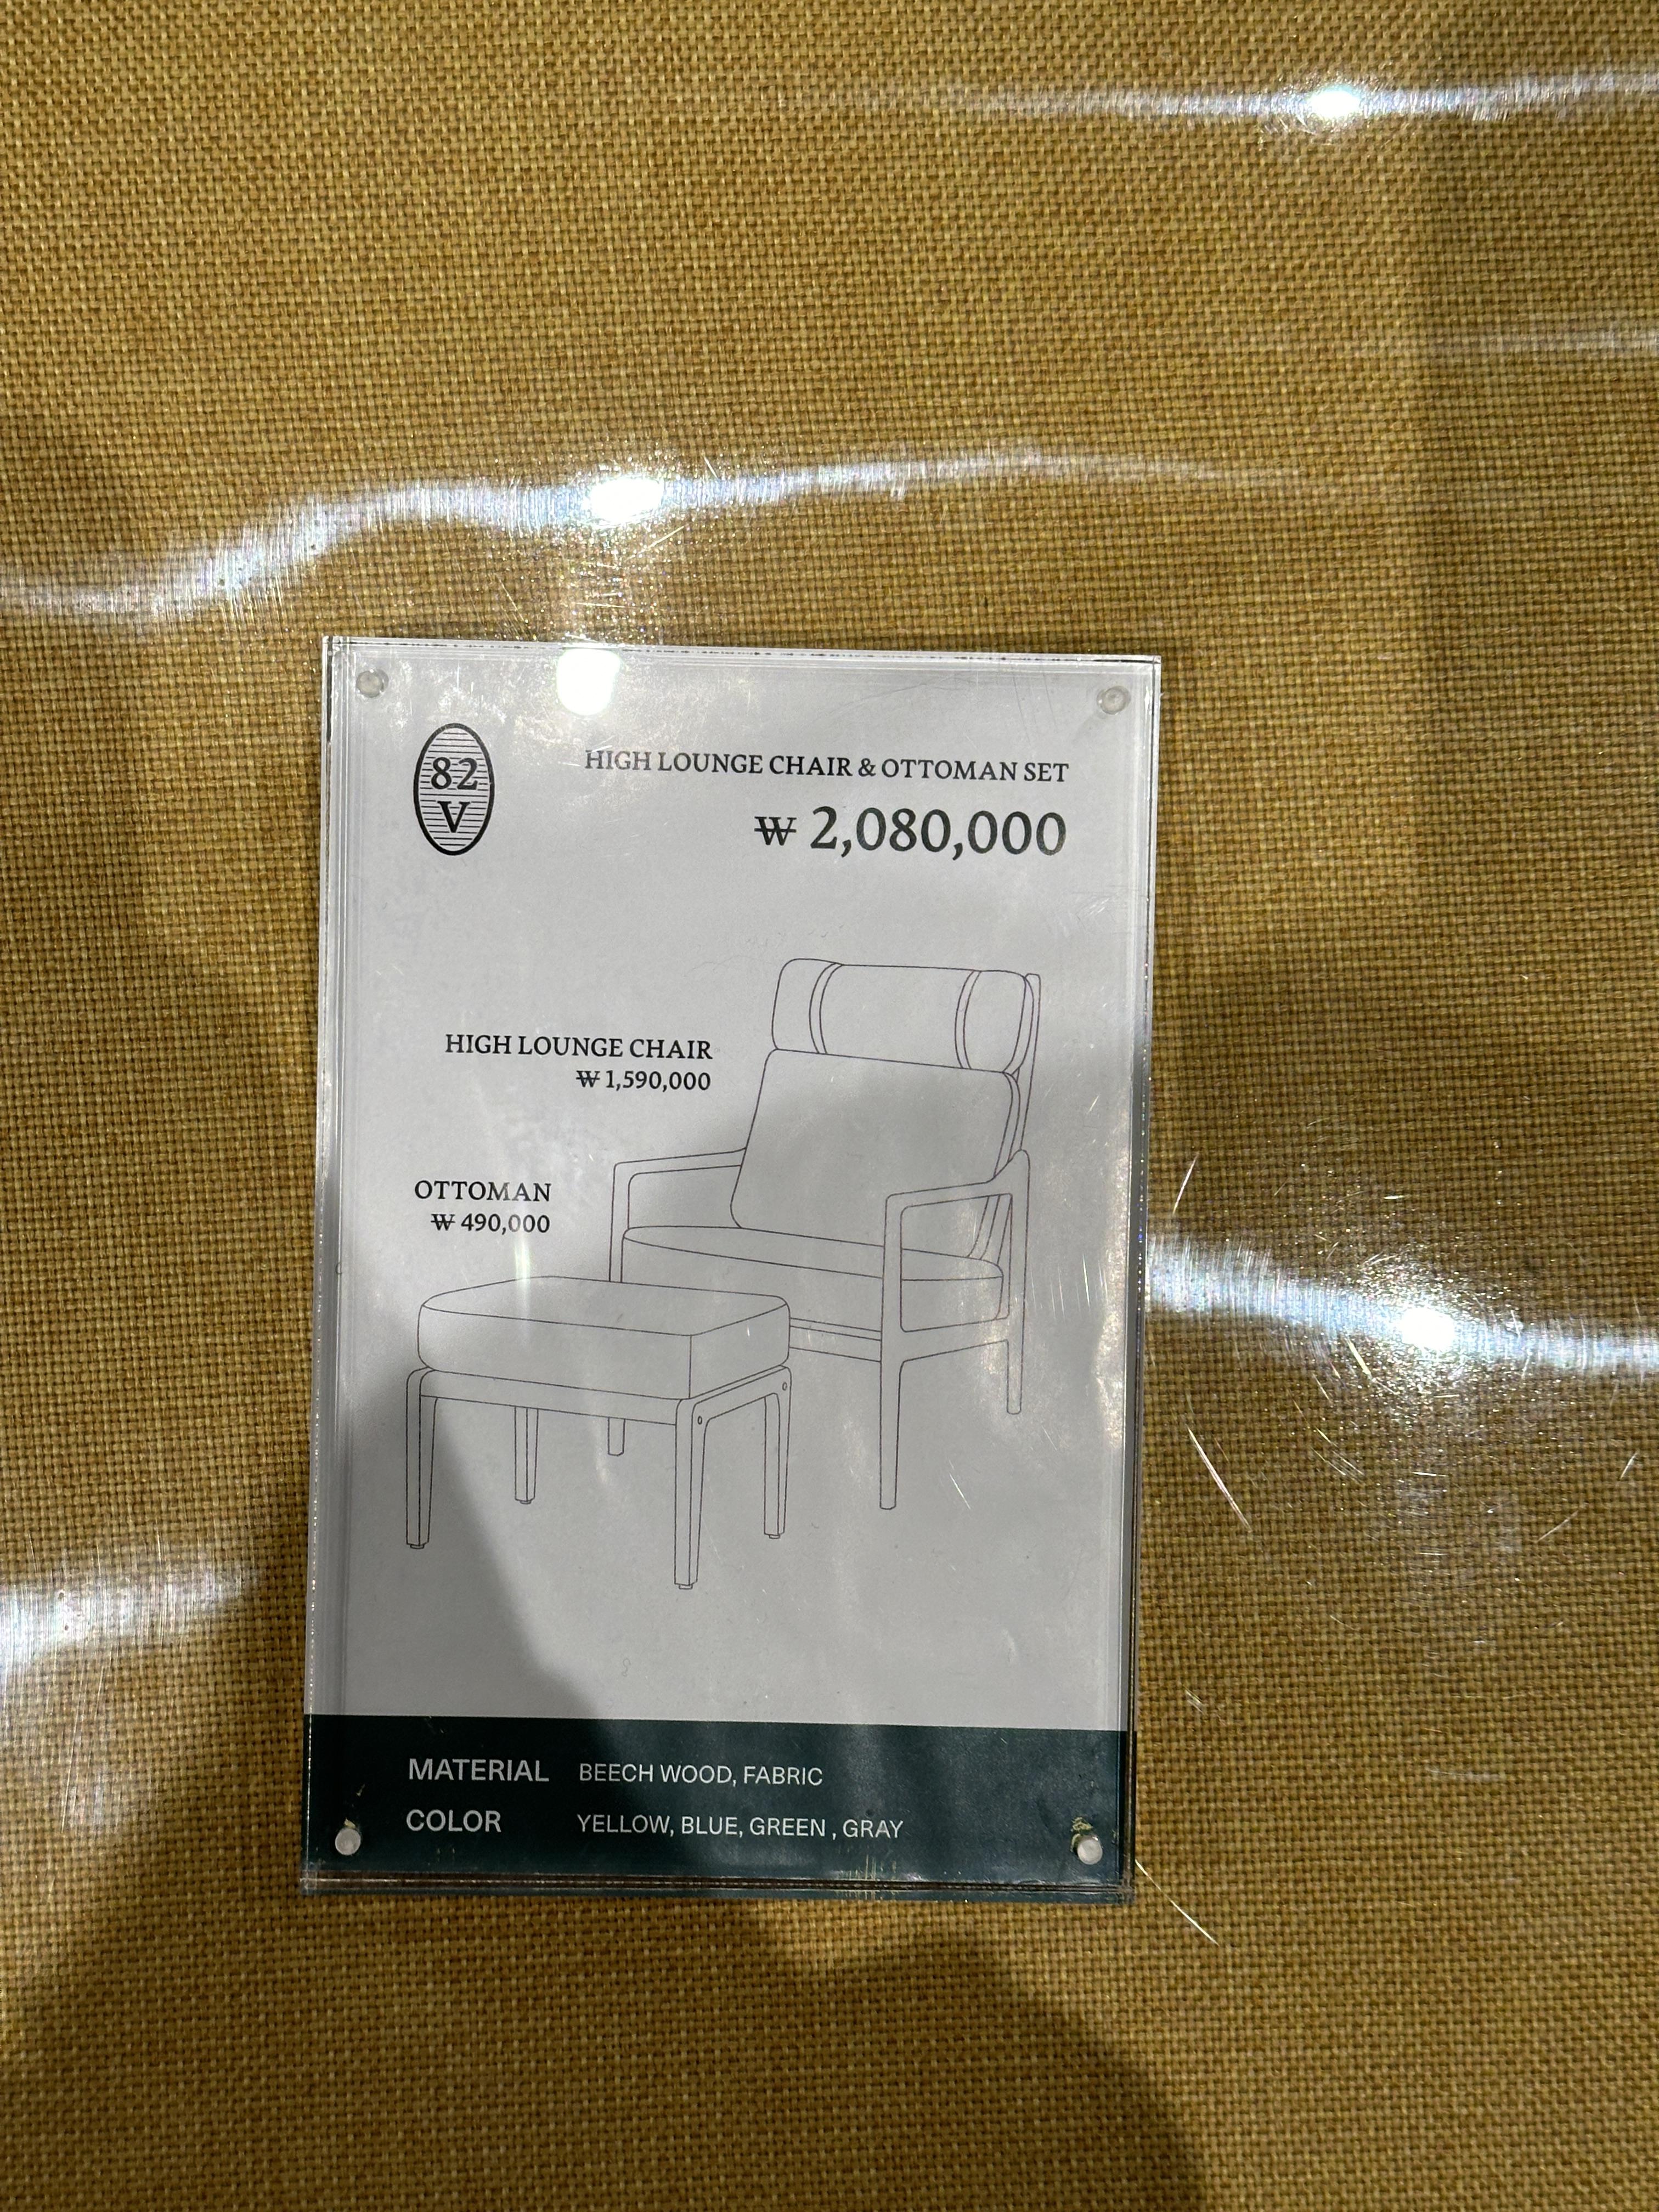 82
V
HIGH LOUNGE CHAIR & OTTOMAN SET
₩ 2,080,000
HIGH LOUNGE CHAIR
₩ 1,590,000
OTTOMAN
₩ 490,000
MATERIAL BEECH WOOD, FABRIC
COLOR YELLOW, BLUE, GREEN , GRAY